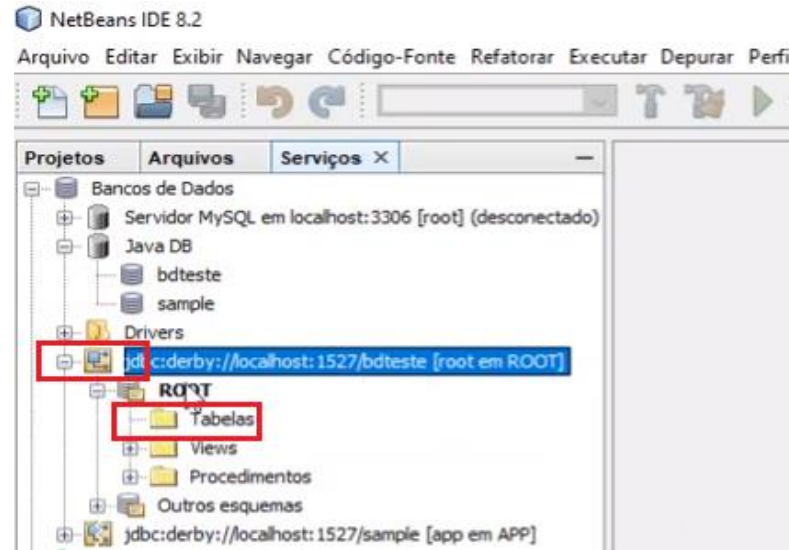 NetBeans IDE 8.2
Arquivo Editar Exibir Navegar Código-Fonte Refatorar Executar Depurar Perfi
Projetos Arquivos Serviços
Bancos de Dados
Servidor MySQL em localhost:3306 [root] (desconectado)
Java DB
bdteste
sample
Drivers
jdbc:derby://localhost:1527/bdteste [root em ROOT]
ROOT
Tabelas
Views
Procedimentos
Outros esquemas
jdbc:derby://localhost:1527/sample [app em APP]